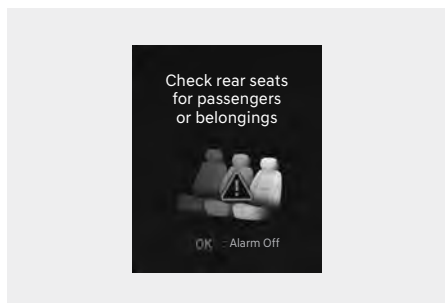 Check rear seats
for passengers
or belongings
OK : Alarm Off